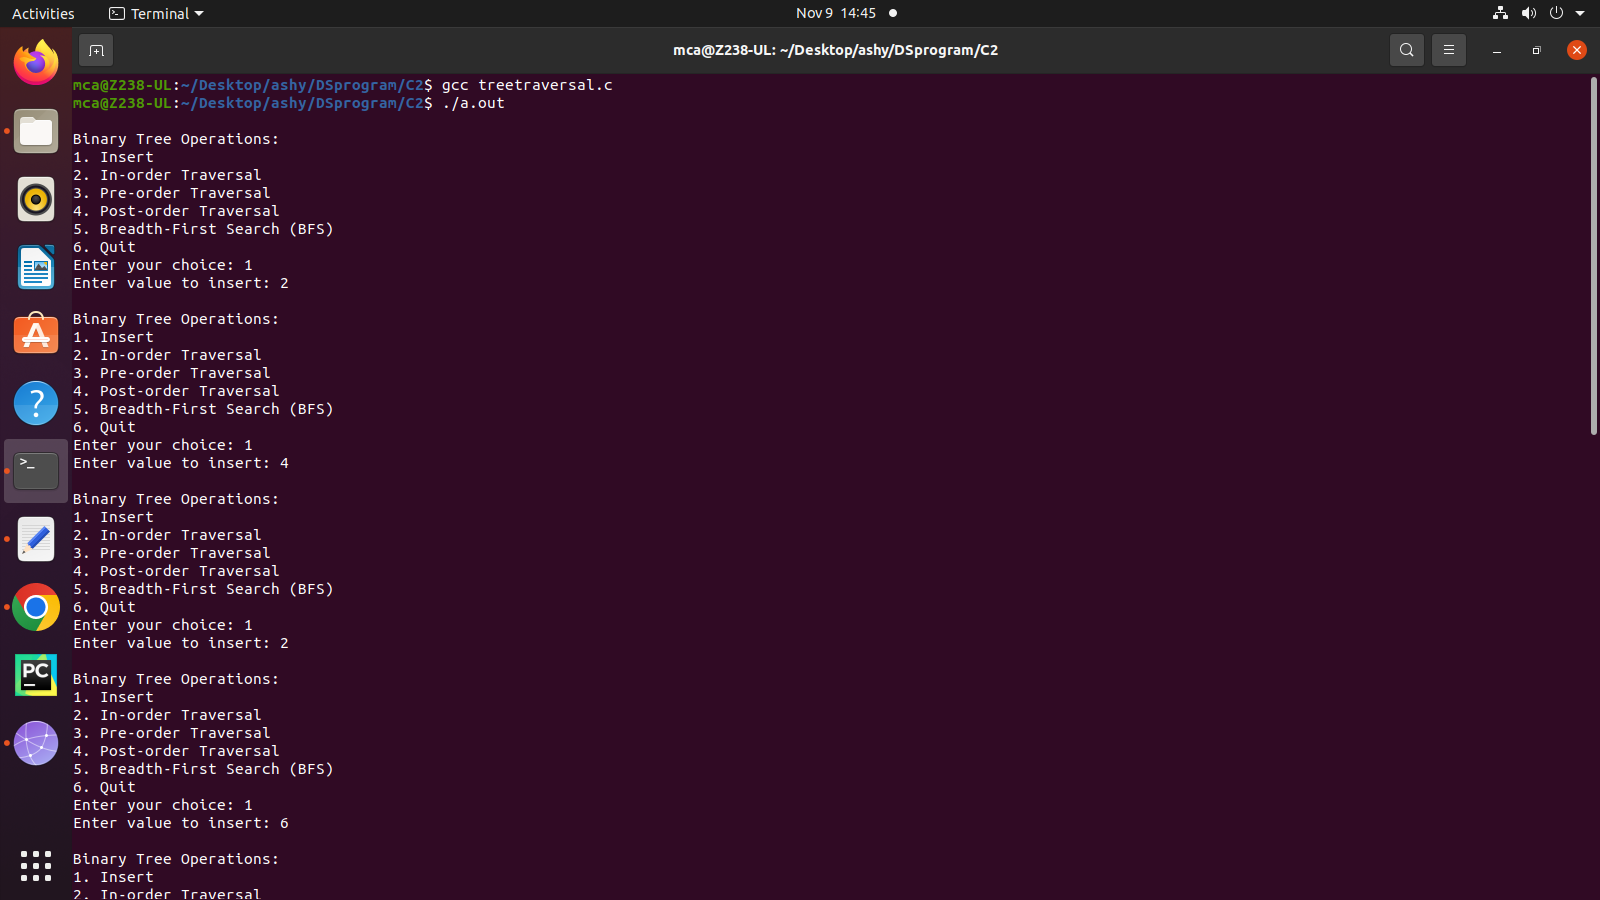 Activities Terminal Nov 9 14:45
mca@Z238-UL: ~/Desktop/ashy/DSprogram/C2
mca@Z238-UL:~/Desktop/ashy/DSprogram/C2$ gcc treetraversal.c
mca@Z238-UL:~/Desktop/ashy/DSprogram/C2$ ./a.out
Binary Tree Operations:
1. Insert
2. In-order Traversal
3. Pre-order Traversal
4. Post-order Traversal
5. Breadth-First Search (BFS)
6. Quit
Enter your choice: 1
Enter value to insert: 2
Binary Tree Operations:
1. Insert
2. In-order Traversal
3. Pre-order Traversal
4. Post-order Traversal
5. Breadth-First Search (BFS)
6. Quit
Enter your choice: 1
Enter value to insert: 4
Binary Tree Operations:
1. Insert
2. In-order Traversal
3. Pre-order Traversal
4. Post-order Traversal
5. Breadth-First Search (BFS)
6. Quit
Enter your choice: 1
Enter value to insert: 2
Binary Tree Operations:
1. Insert
2. In-order Traversal
3. Pre-order Traversal
4. Post-order Traversal
5. Breadth-First Search (BFS)
6. Quit
Enter your choice: 1
Enter value to insert: 6
Binary Tree Operations:
1. Insert
2. In-order Traversal
PC